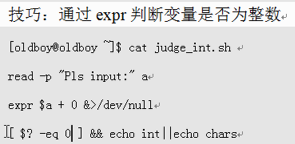 技巧：通过 expr 判断变量是否为整数
[oldboy@oldboy ~]$ cat judge_int.sh
read -p "Pls input:" a
expr $a + 0 &>/dev/null
[ $? -eq 0 ] && echo int||echo chars